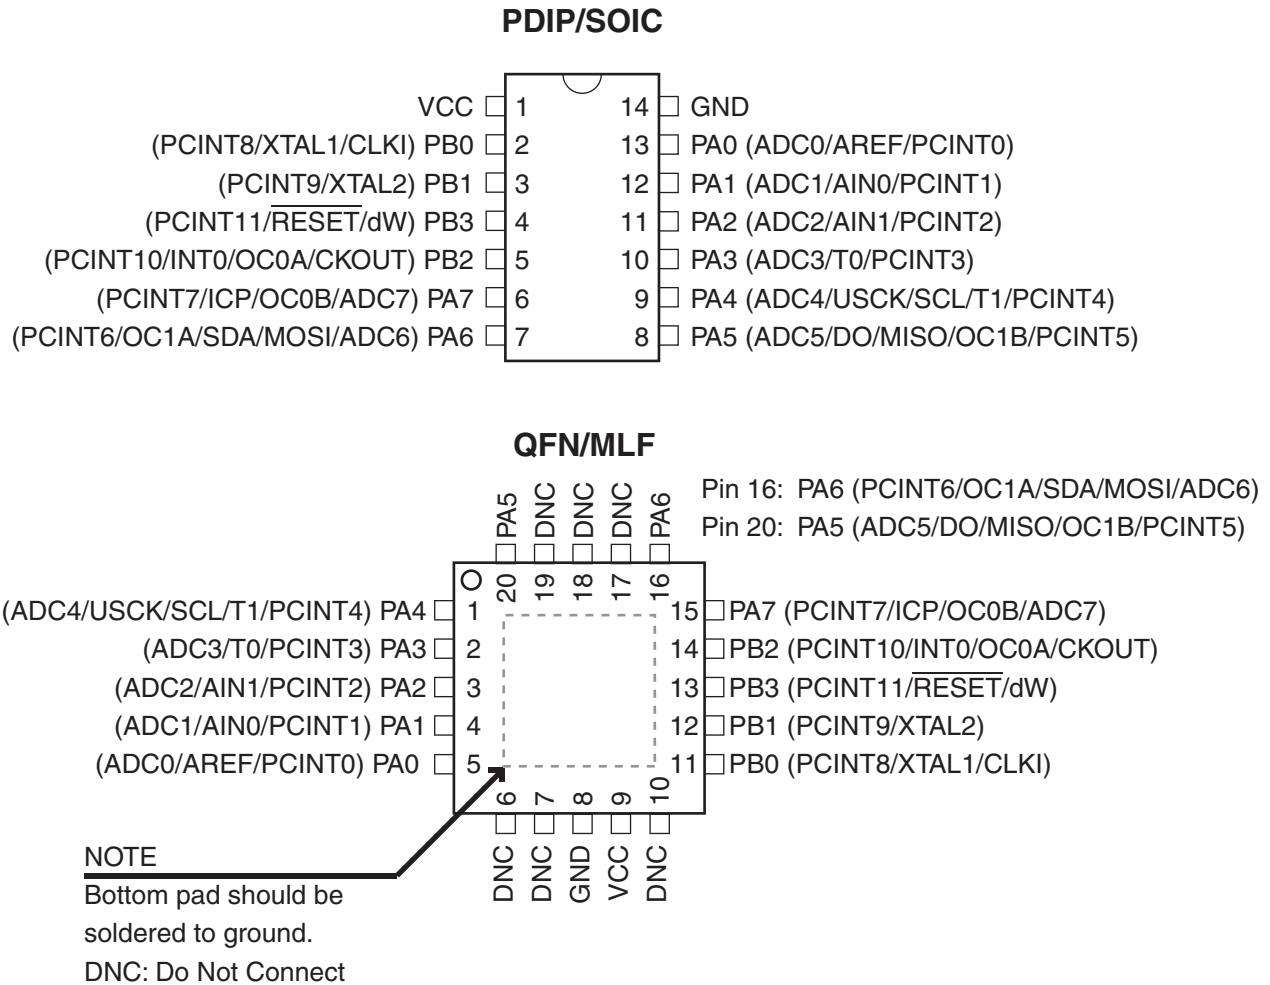 PDIP/SOIC
VCC 1 14 GND
(PCINT8/XTAL1/CLKI) PB0 2 13 PA0 (ADC0/AREF/PCINT0)
(PCINT9/XTAL2) PB1 3 12 PA1 (ADC1/AIN0/PCINT1)
(PCINT11/RESET/dW) PB3 4 11 PA2 (ADC2/AIN1/PCINT2)
(PCINT10/INT0/OC0A/CKOUT) PB2 5 10 PA3 (ADC3/T0/PCINT3)
(PCINT7/ICP/OC0B/ADC7) PA7 6 9 PA4 (ADC4/USCK/SCL/T1/PCINT4)
(PCINT6/OC1A/SDA/MOSI/ADC6) PA6 7 8 PA5 (ADC5/DO/MISO/OC1B/PCINT5)
QFN/MLF
Pin 16: PA6 (PCINT6/OC1A/SDA/MOSI/ADC6)
Pin 20: PA5 (ADC5/DO/MISO/OC1B/PCINT5)
PA5 DNC DNC DNC PA6
20 19 18 17 16
(ADC4/USCK/SCL/T1/PCINT4) PA4 1 15 PA7 (PCINT7/ICP/OC0B/ADC7)
(ADC3/T0/PCINT3) PA3 2 14 PB2 (PCINT10/INT0/OC0A/CKOUT)
(ADC2/AIN1/PCINT2) PA2 3 13 PB3 (PCINT11/RESET/dW)
(ADC1/AIN0/PCINT1) PA1 4 12 PB1 (PCINT9/XTAL2)
(ADC0/AREF/PCINT0) PA0 5 11 PB0 (PCINT8/XTAL1/CLKI)
6 7 8 9 10
DNC DNC GND VCC DNC
NOTE
Bottom pad should be
soldered to ground.
DNC: Do Not Connect